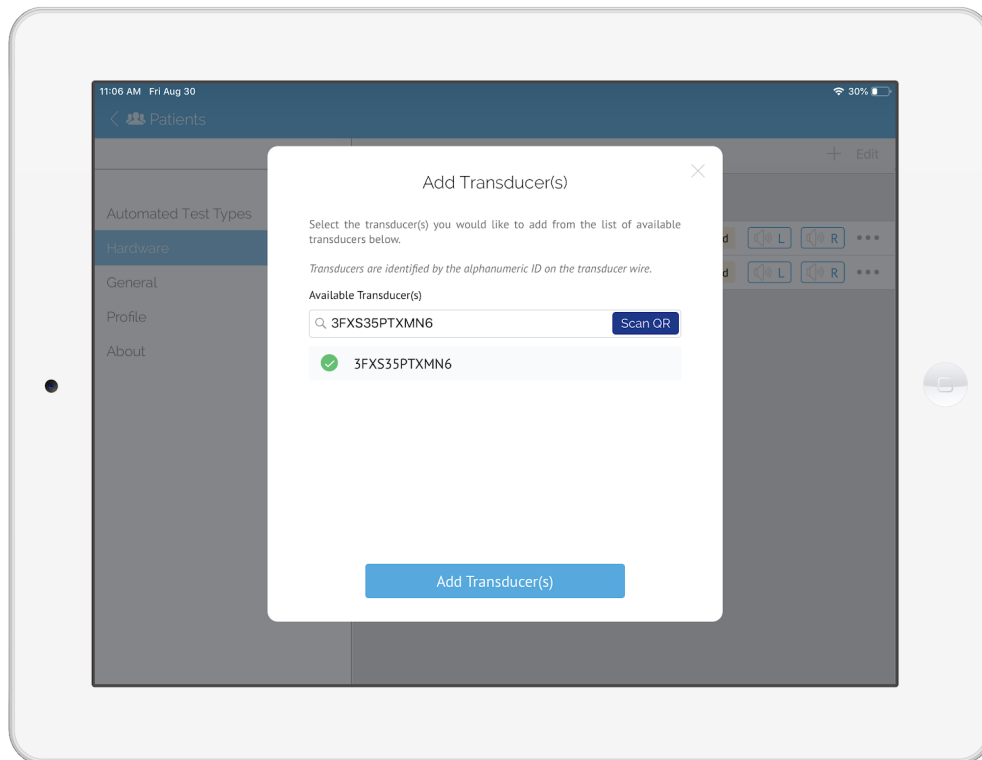 11:06 AM Fri Aug 30
30%
Patients
Edit
Add Transducer(s)
Automated Test Types
Select the transducer(s) you would like to add from the list of available
transducers below.
d L R
Hardware
Transducers are identified by the alphanumeric ID on the transducer wire.
d L R
General
Available Transducer(s)
Profile
3FXS35PTXMN6 Scan QR
About
3FXS35PTXMN6
Add Transducer(s)